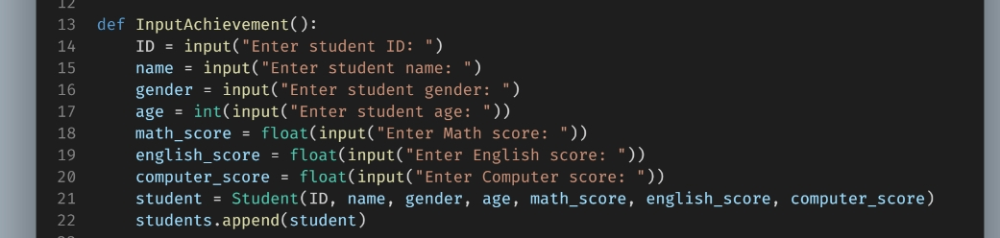 12
13 def InputAchievement():
14     ID = input("Enter student ID: ")
15     name = input("Enter student name: ")
16     gender = input("Enter student gender: ")
17     age = int(input("Enter student age: "))
18     math_score = float(input("Enter Math score: "))
19     english_score = float(input("Enter English score: "))
20     computer_score = float(input("Enter Computer score: "))
21     student = Student(ID, name, gender, age, math_score, english_score, computer_score)
22     students.append(student)